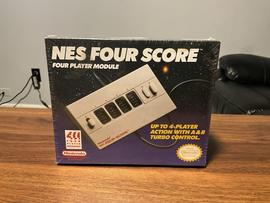 NES FOUR SCORE
FOUR PLAYER MODULE
UP TO 4-PLAYER
ACTION WITH A & B
TURBO CONTROL.
Nintendo